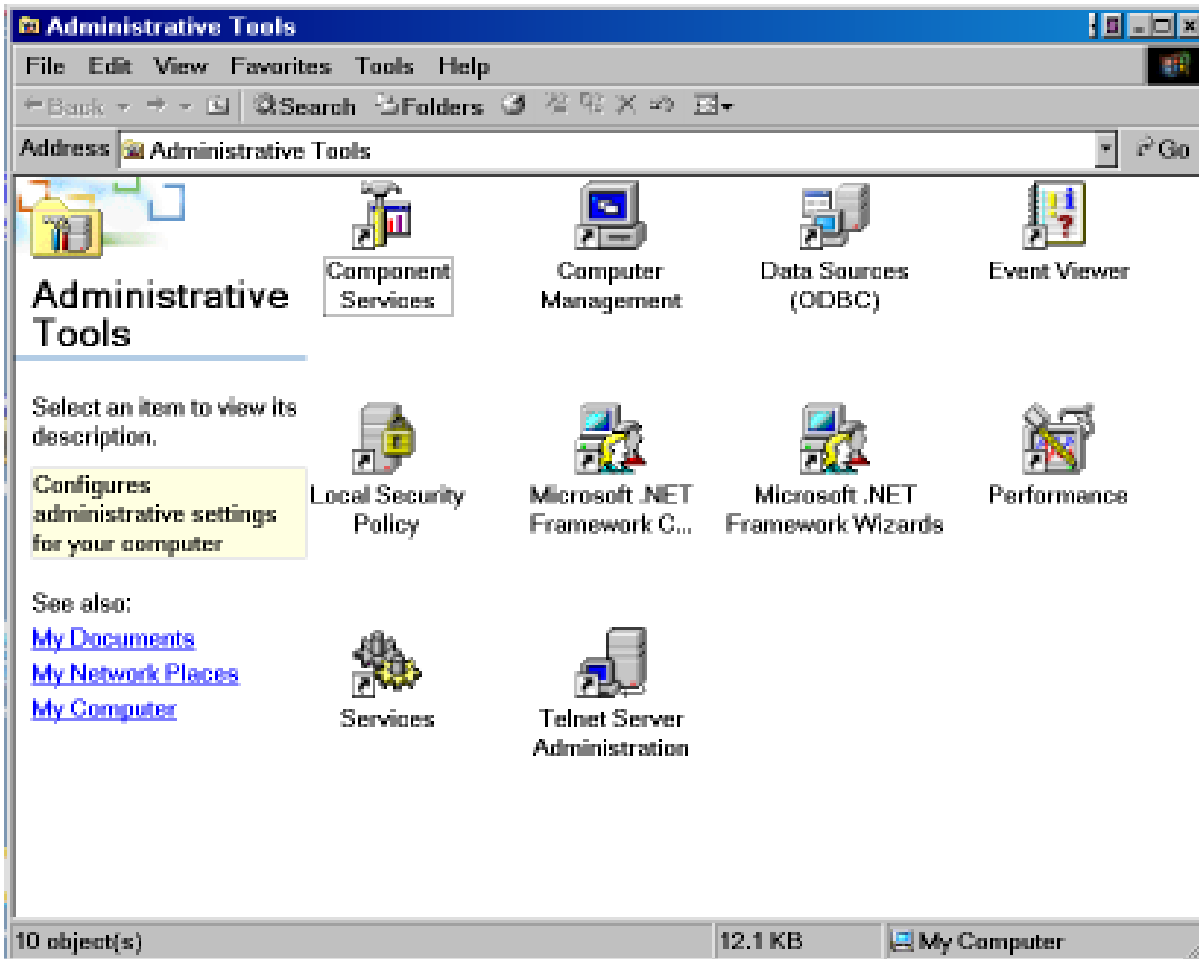 Administrative Tools
File Edit View Favorites Tools Help
Back Search Folders
Address Administrative Tools Go
Administrative
Tools
Select an item to view its
description.
Configures
administrative settings
for your computer
See also:
My Documents
My Network Places
My Computer
Component
Services
Computer
Management
Data Sources
(ODBC)
Event Viewer
Local Security
Policy
Microsoft .NET
Framework C...
Microsoft .NET
Framework Wizards
Performance
Services
Telnet Server
Administration
10 object(s) 12.1 KB My Computer